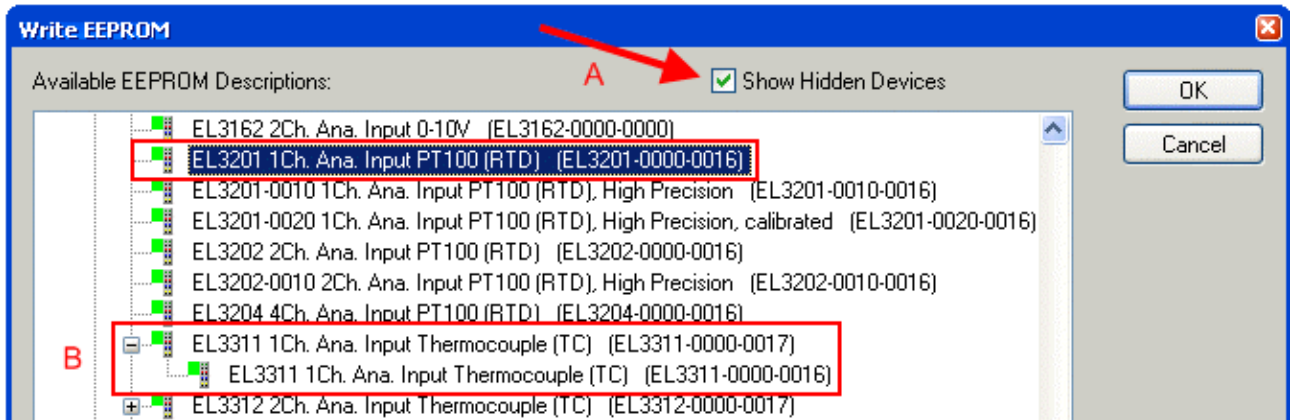 Write EEPROM
Available EEPROM Descriptions:
A
Show Hidden Devices
OK
Cancel
EL3162 2Ch. Ana. Input 0-10V (EL3162-0000-0000)
EL3201 1Ch. Ana. Input PT100 (RTD) (EL3201-0000-0016)
EL3201-0010 1Ch. Ana. Input PT100 (RTD), High Precision (EL3201-0010-0016)
EL3201-0020 1Ch. Ana. Input PT100 (RTD), High Precision, calibrated (EL3201-0020-0016)
EL3202 2Ch. Ana. Input PT100 (RTD) (EL3202-0000-0016)
EL3202-0010 2Ch. Ana. Input PT100 (RTD), High Precision (EL3202-0010-0016)
EL3204 4Ch. Ana. Input PT100 (RTD) (EL3204-0000-0016)
B
EL3311 1Ch. Ana. Input Thermocouple (TC) (EL3311-0000-0017)
EL3311 1Ch. Ana. Input Thermocouple (TC) (EL3311-0000-0016)
EL3312 2Ch. Ana. Input Thermocouple (TC) (EL3312-0000-0017)